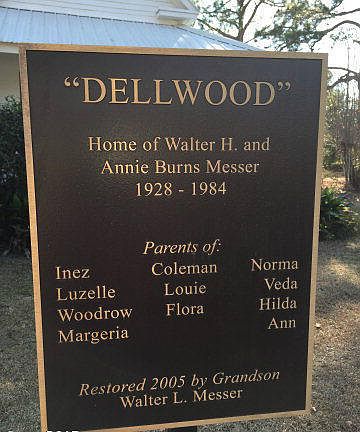 "DELLWOOD"
Home of Walter H. and
Annie Burns Messer
1928 - 1984
Parents of:
Inez Coleman Norma
Luzelle Louie Veda
Woodrow Flora Hilda
Margeria Ann
Restored 2005 by Grandson
Walter L. Messer